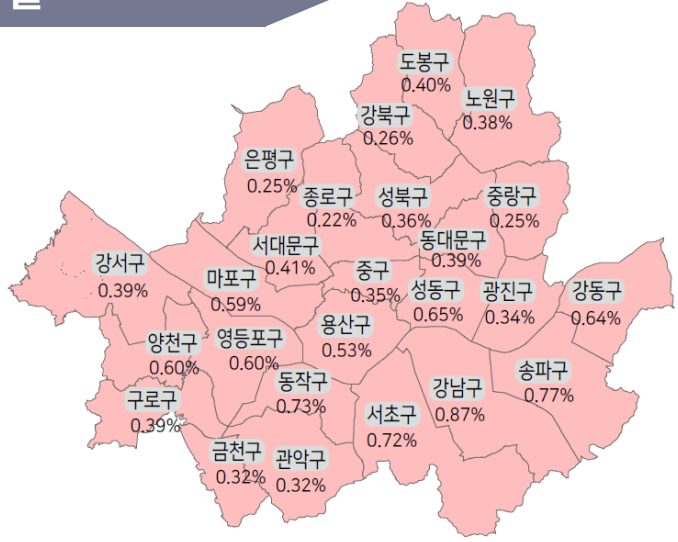 도봉구
0.40%
노원구
0.38%
강북구
0.26%
은평구
0.25%
종로구
0.22%
성북구
0.36%
중랑구
0.25%
서대문구
0.41%
동대문구
0.39%
강서구
0.39%
마포구
0.59%
중구
0.35%
성동구
0.65%
광진구
0.34%
강동구
0.64%
양천구
0.60%
영등포구
0.60%
용산구
0.53%
동작구
0.73%
구로구
0.39%
서초구
0.72%
강남구
0.87%
송파구
0.77%
금천구
0.32%
관악구
0.32%